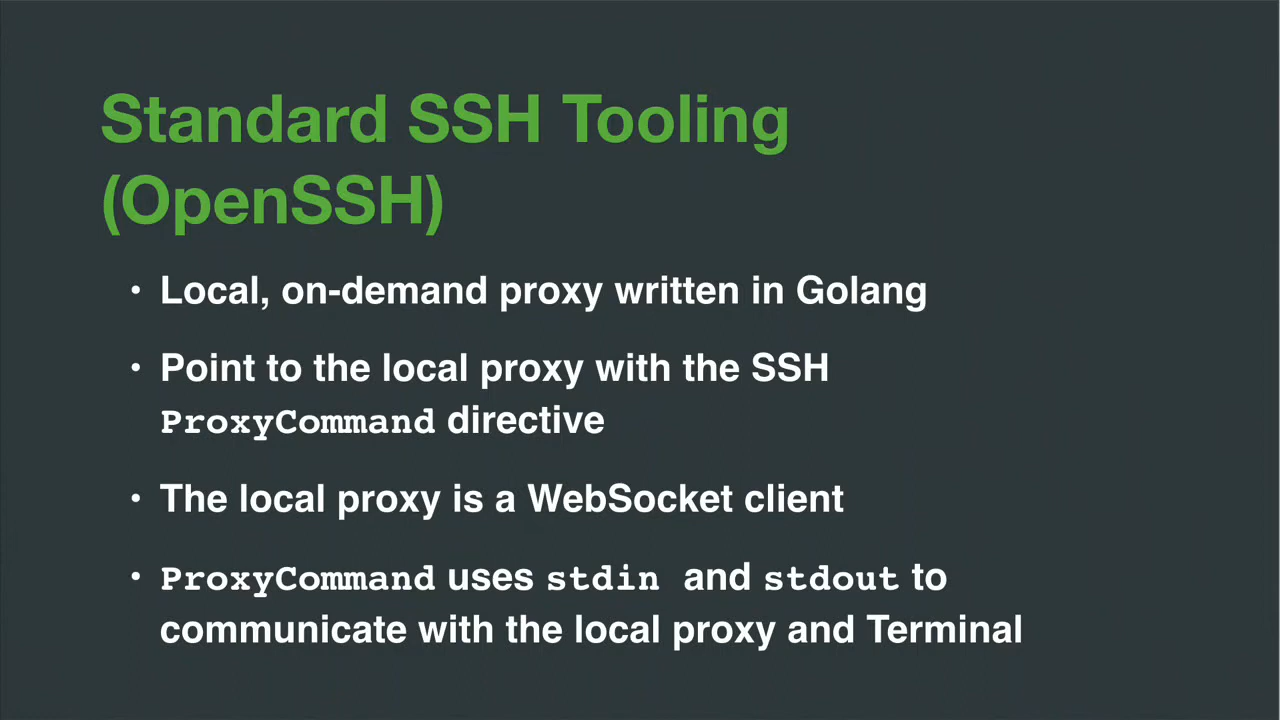 Standard SSH Tooling
(OpenSSH)
• Local, on-demand proxy written in Golang
• Point to the local proxy with the SSH
ProxyCommand directive
• The local proxy is a WebSocket client
• ProxyCommand uses stdin and stdout to
communicate with the local proxy and Terminal